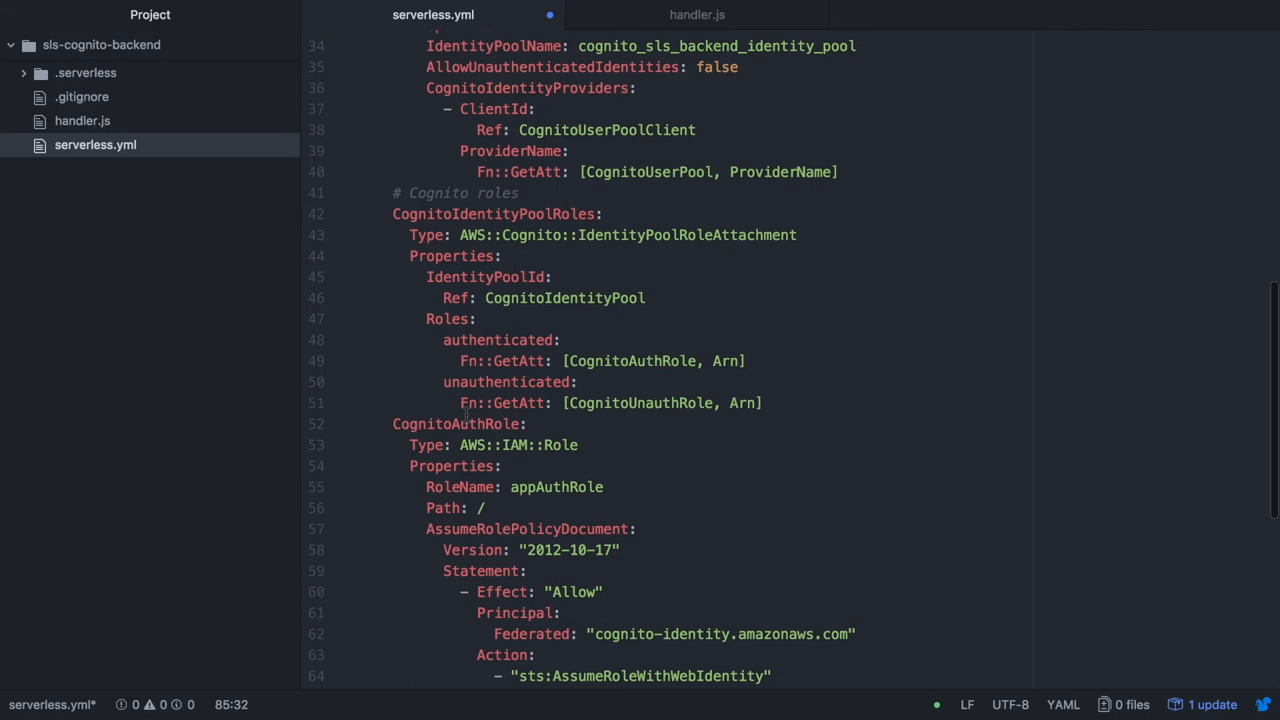 Project
serverless.yml
handler.js
sls-cognito-backend
.serverless
.gitignore
handler.js
serverless.yml
34 IdentityPoolName: cognito_sls_backend_identity_pool
35 AllowUnauthenticatedIdentities: false
36 CognitoIdentityProviders:
37 - ClientId:
38 Ref: CognitoUserPoolClient
39 ProviderName:
40 Fn::GetAtt: [CognitoUserPool, ProviderName]
41 # Cognito roles
42 CognitoIdentityPoolRoles:
43 Type: AWS::Cognito::IdentityPoolRoleAttachment
44 Properties:
45 IdentityPoolId:
46 Ref: CognitoIdentityPool
47 Roles:
48 authenticated:
49 Fn::GetAtt: [CognitoAuthRole, Arn]
50 unauthenticated:
51 Fn::GetAtt: [CognitoUnauthRole, Arn]
52 CognitoAuthRole:
53 Type: AWS::IAM::Role
54 Properties:
55 RoleName: appAuthRole
56 Path: /
57 AssumeRolePolicyDocument:
58 Version: "2012-10-17"
59 Statement:
60 - Effect: "Allow"
61 Principal:
62 Federated: "cognito-identity.amazonaws.com"
63 Action:
64 - "sts:AssumeRoleWithWebIdentity"
serverless.yml* 0 0 0 85:32 LF UTF-8 YAML 0 files 1 update